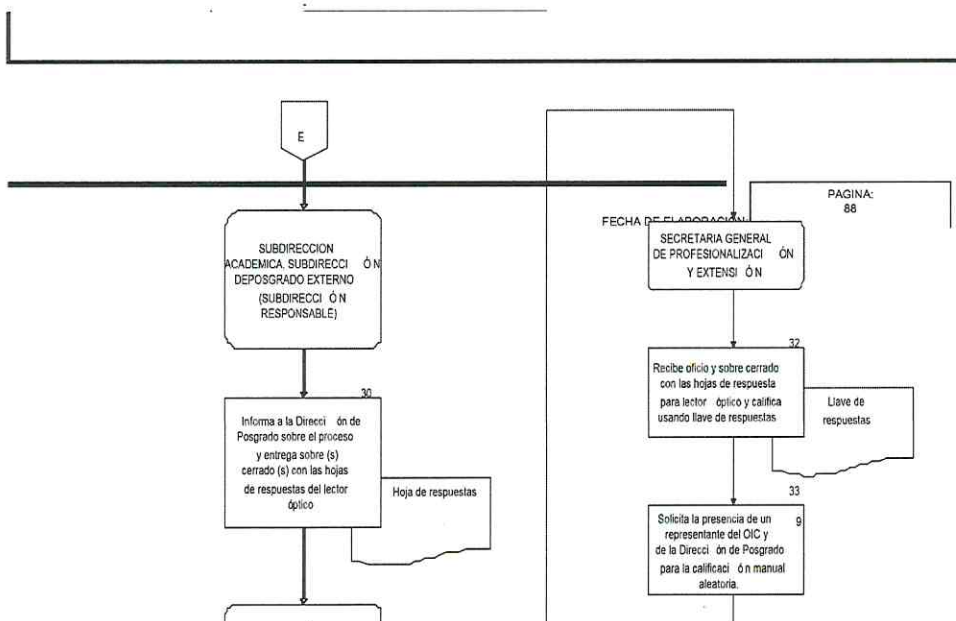 E
PAGINA:
88
FECHA DE ELABORACION:
SUBDIRECCION
ACADEMICA, SUBDIRECCI ÓN
DEPOSGRADO EXTERNO
(SUBDIRECCI ÓN
RESPONSABLE)
30
Informa a la Direcci ón de
Posgrado sobre el proceso
y entrega sobre (s)
cerrado (s) con las hojas
de respuestas del lector
óptico
Hoja de respuestas
SECRETARIA GENERAL
DE PROFESIONALIZACI ÓN
Y EXTENSI ÓN
32
Recibe oficio y sobre cerrado
con las hojas de respuesta
para lector óptico y califica
usando llave de respuestas
Llave de
respuestas
33
9
Solicita la presencia de un
representante del OIC y
de la Direcci ón de Posgrado
para la calificaci ón manual
aleatoria.